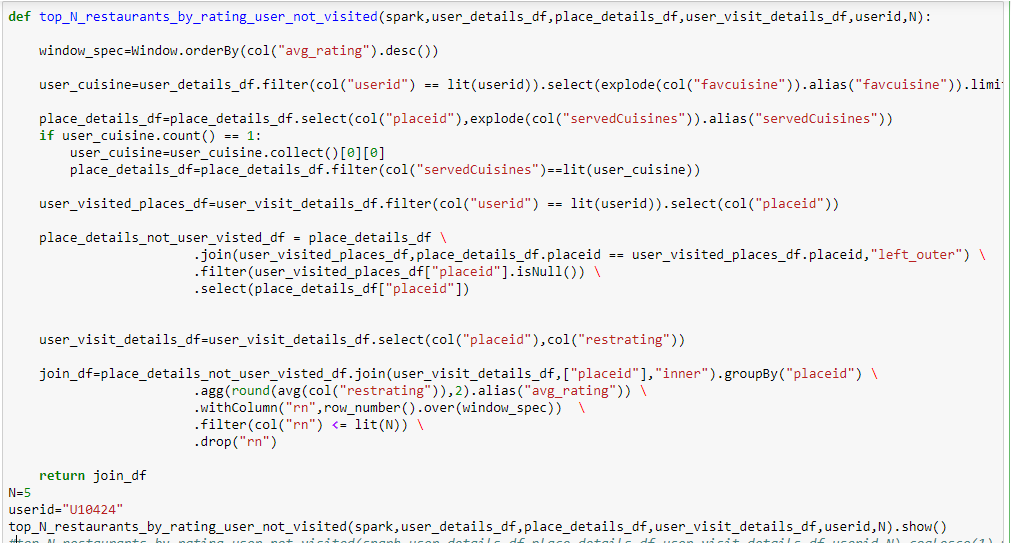 def top_N_restaurants_by_rating_user_not_visited(spark,user_details_df,place_details_df,user_visit_details_df,userid,N):
    window_spec=Window.orderBy(col("avg_rating").desc())
    user_cuisine=user_details_df.filter(col("userid") == lit(userid)).select(explode(col("favcuisine")).alias("favcuisine")).limi
    place_details_df=place_details_df.select(col("placeid"),explode(col("servedCuisines")).alias("servedCuisines"))
    if user_cuisine.count() == 1:
        user_cuisine=user_cuisine.collect()[0][0]
        place_details_df=place_details_df.filter(col("servedCuisines")==lit(user_cuisine))
    user_visited_places_df=user_visit_details_df.filter(col("userid") == lit(userid)).select(col("placeid"))
    place_details_not_user_visted_df = place_details_df \
                        .join(user_visited_places_df,place_details_df.placeid == user_visited_places_df.placeid,"left_outer") \
                        .filter(user_visited_places_df["placeid"].isNull()) \
                        .select(place_details_df["placeid"])
    user_visit_details_df=user_visit_details_df.select(col("placeid"),col("restrating"))
    join_df=place_details_not_user_visted_df.join(user_visit_details_df,["placeid"],"inner").groupBy("placeid") \
                        .agg(round(avg(col("restrating")),2).alias("avg_rating")) \
                        .withColumn("rn",row_number().over(window_spec))  \
                        .filter(col("rn") <= lit(N)) \
                        .drop("rn")
    return join_df
N=5
userid="U10424"
top_N_restaurants_by_rating_user_not_visited(spark,user_details_df,place_details_df,user_visit_details_df,userid,N).show()